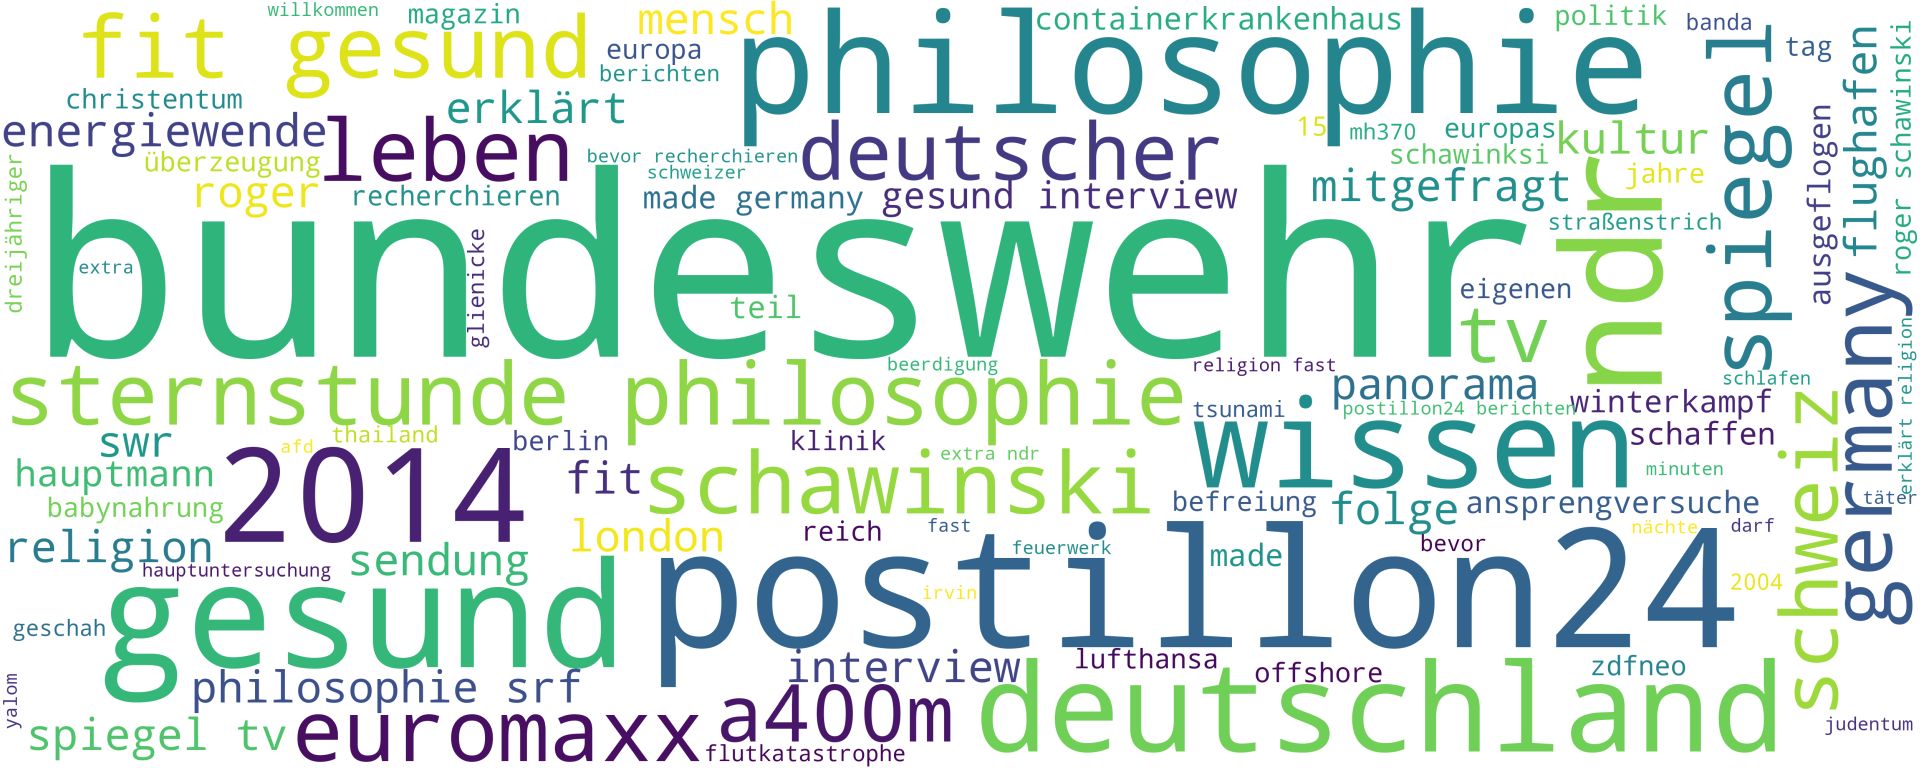 willkommen
magazin
mensch
containerkrankenhaus
politik
banda
fit gesund
philosophie
spiegel
tag
europa
berichten
christentum
erklärt
energiewende
leben
deutscher
15
mh370
europas
kultur
flughafen
roger schawinski
überzeugung
bevor recherchieren
schawinksi
schweizer
jahre
roger
recherchieren
made germany
gesund interview
mitgefragt
ausgeflogen
dreijähriger
straßenstrich
ndr
bundeswehr
glienicke
extra
teil
eigenen
tv
germany
erklärt religion
sternstunde philosophie
beerdigung
religion fast
panorama
schlafen
tsunami
postillon24 berichten
winterkampf
swr
afd
thailand
berlin
klinik
wissen
schaffen
schweiz
hauptmann
2014
fit
schawinski
extra ndr
minuten
babynahrung
befreiung
folge
ansprengversuche
täter
religion
london
reich
fast
nächte
darf
sendung
feuerwerk
made
bevor
hauptuntersuchung
gesund
postillon24
irvin
2004
geschah
interview
lufthansa
offshore
zdfneo
yalom
philosophie srf
a400m
deutschland
spiegel tv
euromaxx
flutkatastrophe
judentum